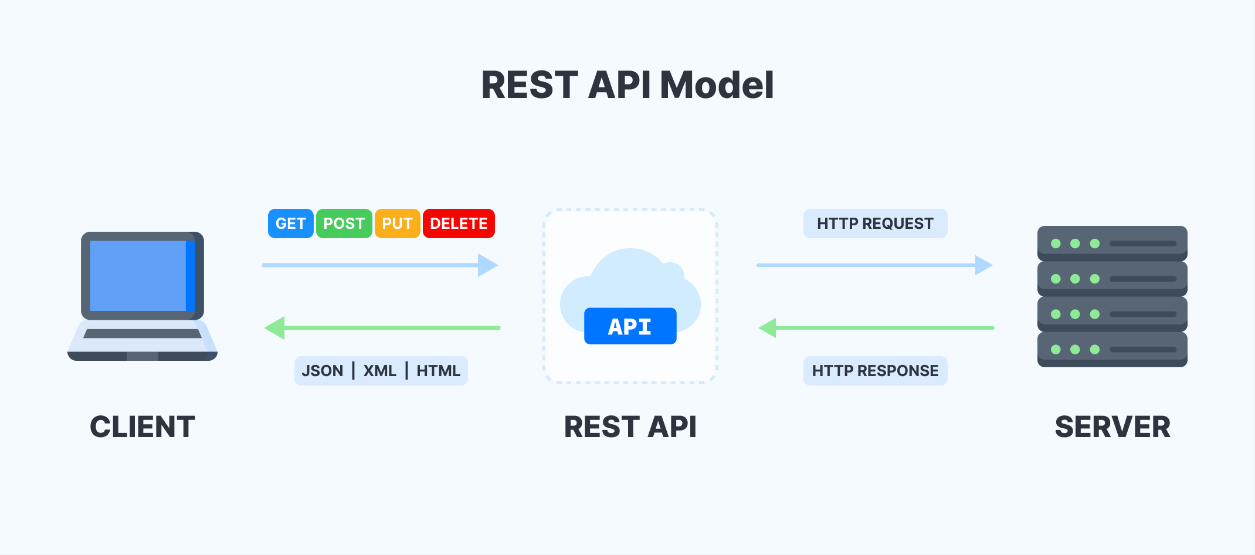 REST API Model
GET POST PUT DELETE
HTTP REQUEST
API
JSON | XML | HTML
HTTP RESPONSE
CLIENT
REST API
SERVER